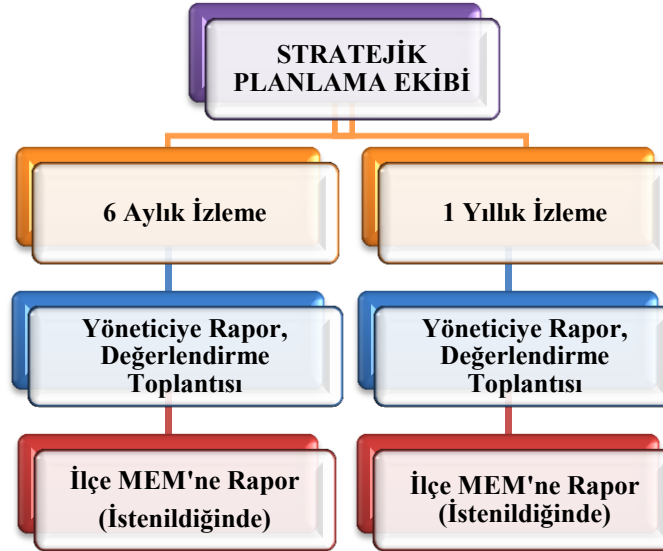 STRATEJİK
PLANLAMA EKİBİ
6 Aylık İzleme
1 Yıllık İzleme
Yöneticiye Rapor,
Değerlendirme
Toplantısı
Yöneticiye Rapor,
Değerlendirme
Toplantısı
İlçe MEM'ne Rapor
(İstenildiğinde)
İlçe MEM'ne Rapor
(İstenildiğinde)